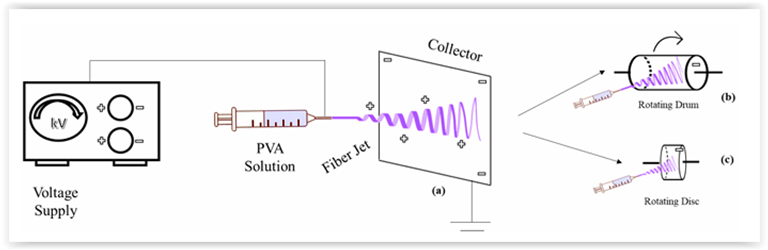 kV
Voltage
Supply
PVA
Solution
Fiber Jet
Collector
(a)
Rotating Drum
(b)
Rotating Disc
(c)